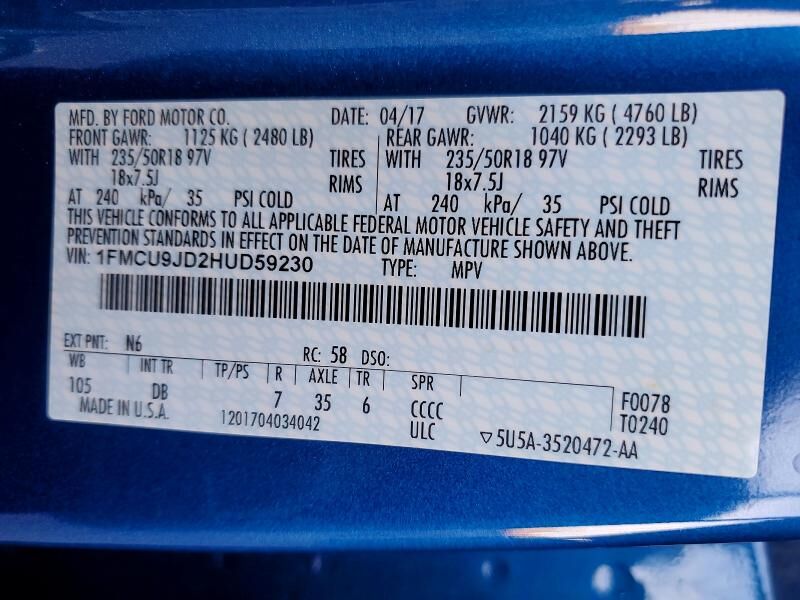 MFD. BY FORD MOTOR CO. DATE: 04/17 GVWR: 2159 KG ( 4760 LB)
FRONT GAWR: 1125 KG ( 2480 LB) REAR GAWR: 1040 KG ( 2293 LB)
WITH 235/50R18 97V TIRES WITH 235/50R18 97V TIRES
18x7.5J RIMS 18x7.5J RIMS
AT 240 kPa/ 35 PSI COLD AT 240 kPa/ 35 PSI COLD
THIS VEHICLE CONFORMS TO ALL APPLICABLE FEDERAL MOTOR VEHICLE SAFETY AND THEFT
PREVENTION STANDARDS IN EFFECT ON THE DATE OF MANUFACTURE SHOWN ABOVE.
VIN: 1FMCU9JD2HUD59230 TYPE: MPV
EXT PNT: N6 RC: 58 DSO:
WB INT TR TP/PS R AXLE TR SPR
105 DB 7 35 6 CCCC F0078
MADE IN U.S.A. 1201704034042 ULC T0240
▽5U5A-3520472-AA